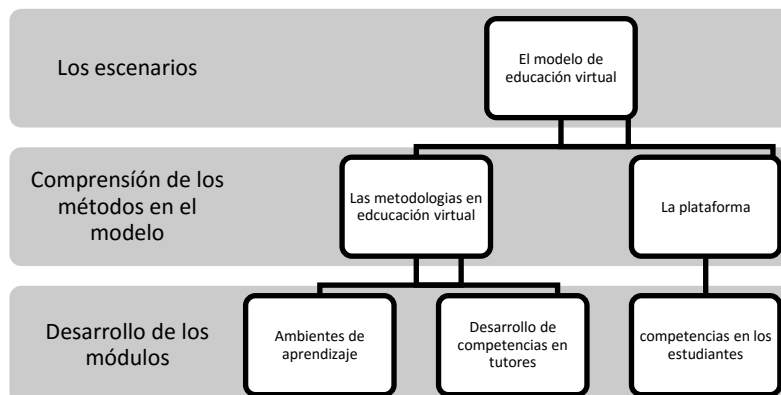 Los escenarios
El modelo de
educación virtual
Comprensíón de los
métodos en el
modelo
Las metodologias en
edcucación virtual
La plataforma
Desarrollo de los
módulos
Ambientes de
aprendizaje
Desarrollo de
competencias en
tutores
competencias en los
estudiantes